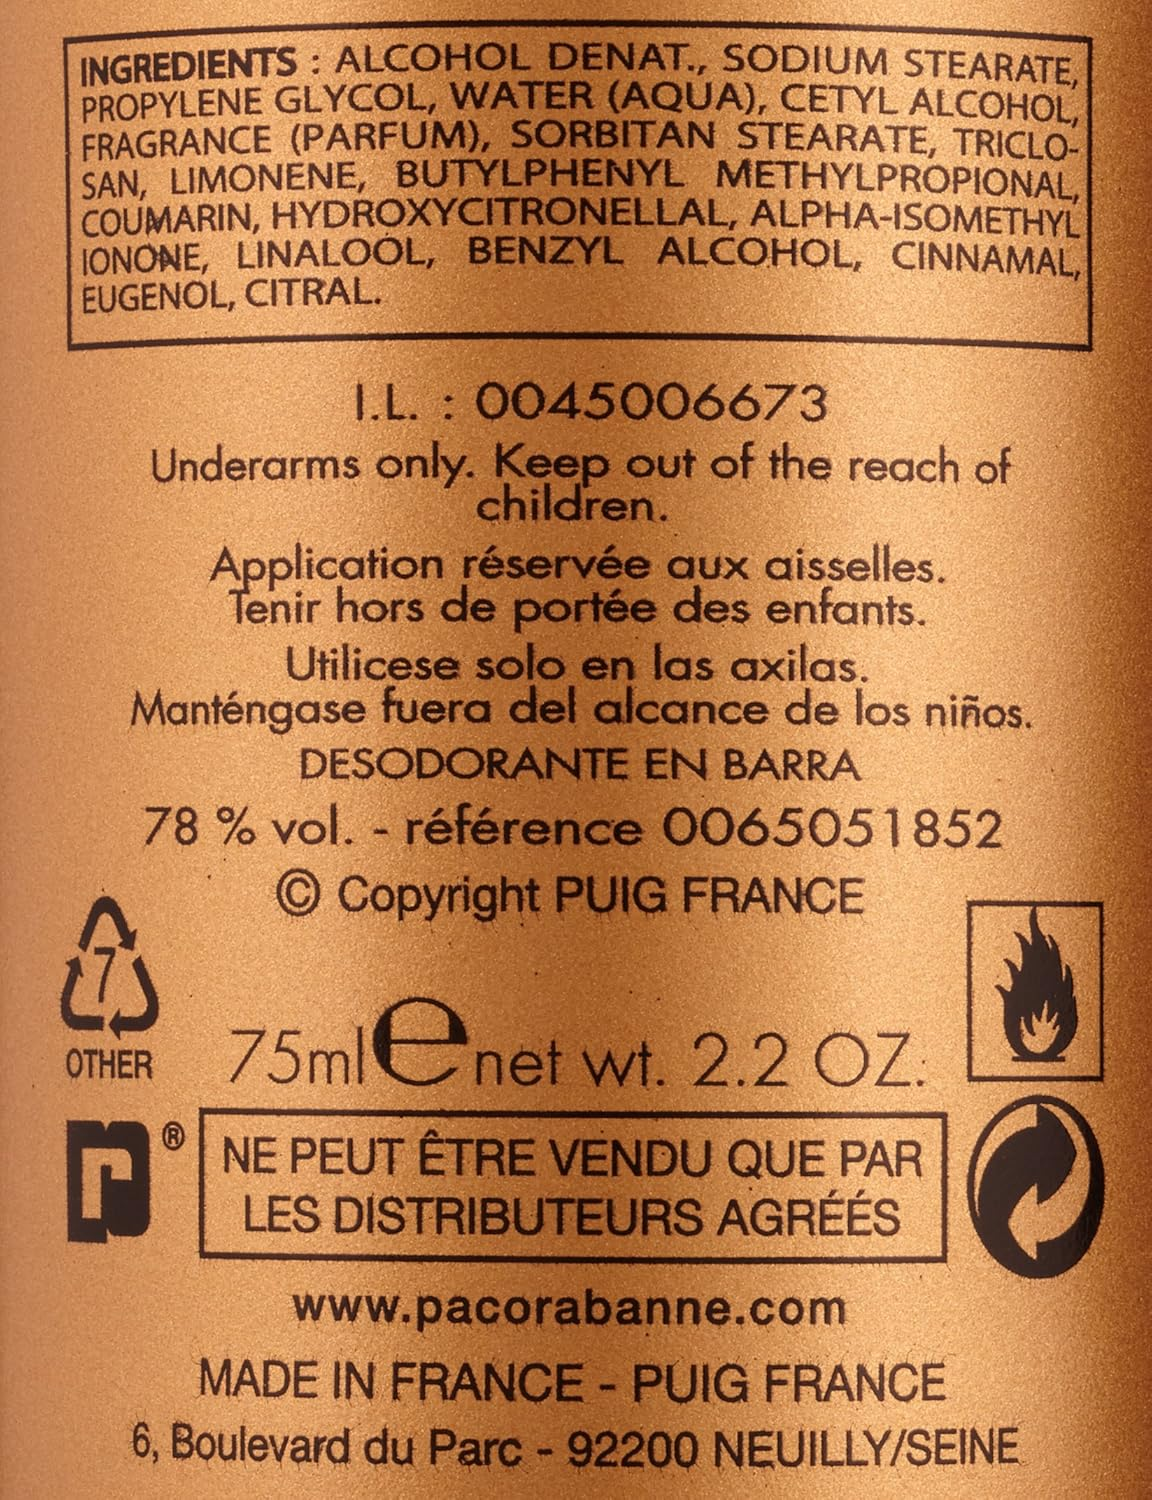 INGREDIENTS : ALCOHOL DENAT., SODIUM STEARATE,
PROPYLENE GLYCOL, WATER (AQUA), CETYL ALCOHOL,
FRAGRANCE (PARFUM), SORBITAN STEARATE, TRICLO-
SAN, LIMONENE, BUTYLPHENYL METHYLPROPIONAL,
COUMARIN, HYDROXYCITRONELLAL, ALPHA-ISOMETHYL
IONONE, LINALOOL, BENZYL ALCOHOL, CINNAMAL,
EUGENOL, CITRAL.
I.L. : 0045006673
Underarms only. Keep out of the reach of
children.
Application réservée aux aisselles.
Tenir hors de portée des enfants.
Utilicese solo en las axilas.
Manténgase fuera del alcance de los niños.
DESODORANTE EN BARRA
78 % vol. - référence 0065051852
© Copyright PUIG FRANCE
7
OTHER
75ml e net wt. 2.2 OZ.
r ®
NE PEUT ÊTRE VENDU QUE PAR
LES DISTRIBUTEURS AGRÉÉS
www.pacorabanne.com
MADE IN FRANCE - PUIG FRANCE
6, Boulevard du Parc - 92200 NEUILLY/SEINE